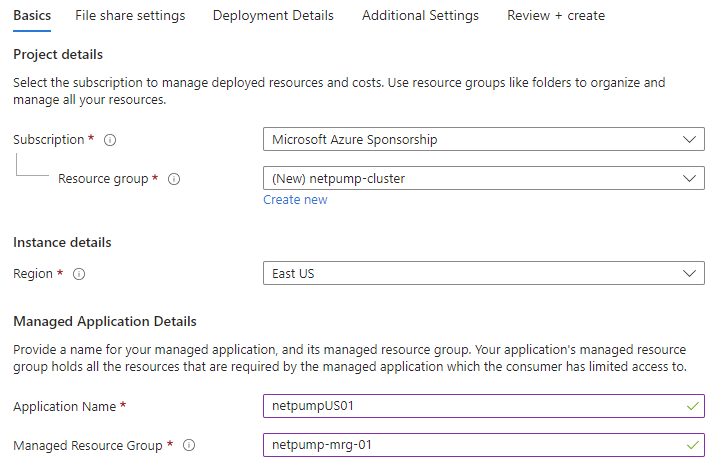 Basics File share settings Deployment Details Additional Settings Review + create
Project details
Select the subscription to manage deployed resources and costs. Use resource groups like folders to organize and
manage all your resources.
Subscription * Microsoft Azure Sponsorship
Resource group * (New) netpump-cluster
Create new
Instance details
Region * East US
Managed Application Details
Provide a name for your managed application, and its managed resource group. Your application's managed resource
group holds all the resources that are required by the managed application which the consumer has limited access to.
Application Name * netpumpUS01
Managed Resource Group * netpump-mrg-01